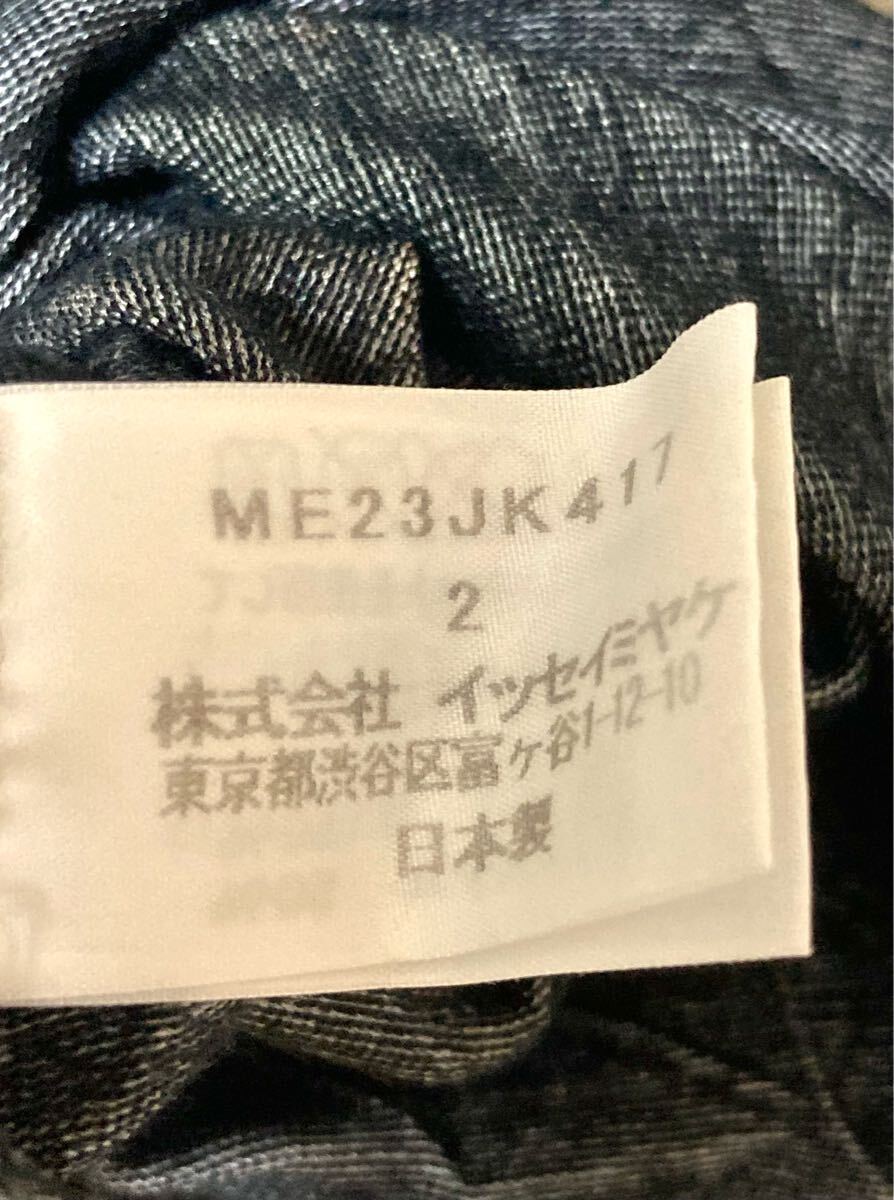 ME23JK417
2
株式会社 イッセイミヤケ
東京都渋谷区富ヶ谷1-12-10
日本製